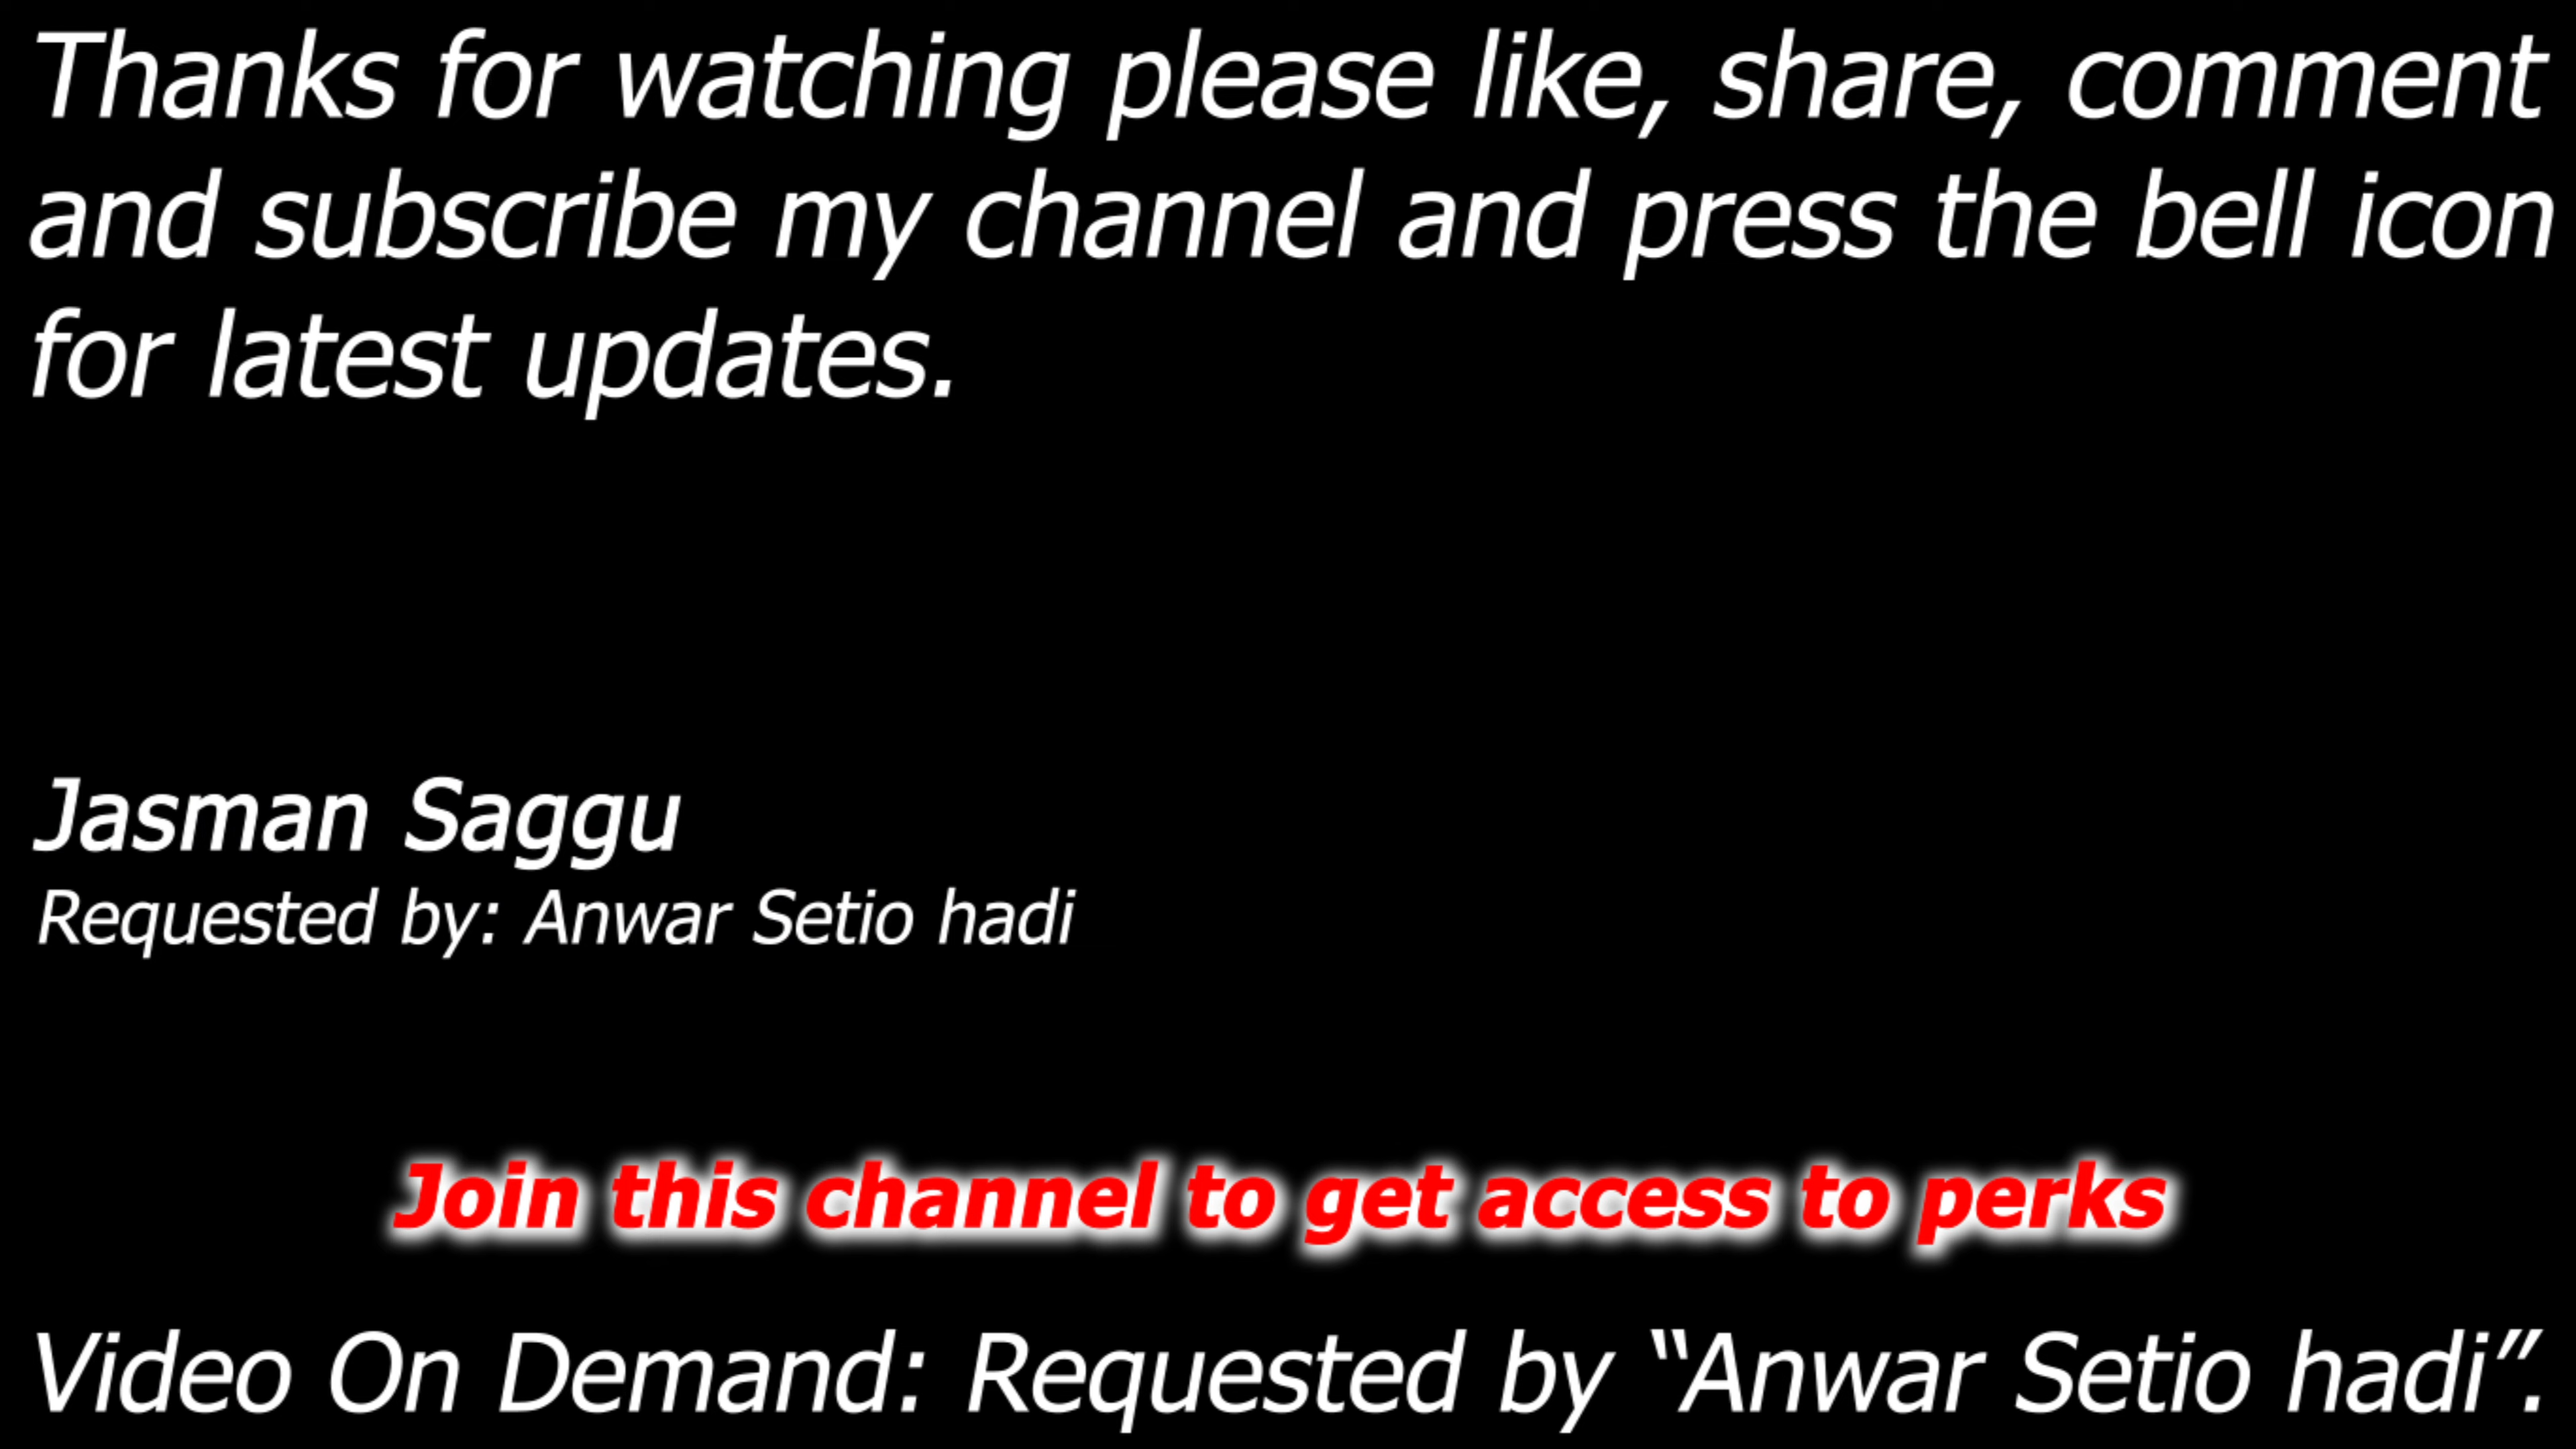 Thanks for watching please like, share, comment
and subscribe my channel and press the bell icon
for latest updates.
Jasman Saggu
Requested by: Anwar Setio hadi
Join this channel to get access to perks
Video On Demand: Requested by “Anwar Setio hadi”.